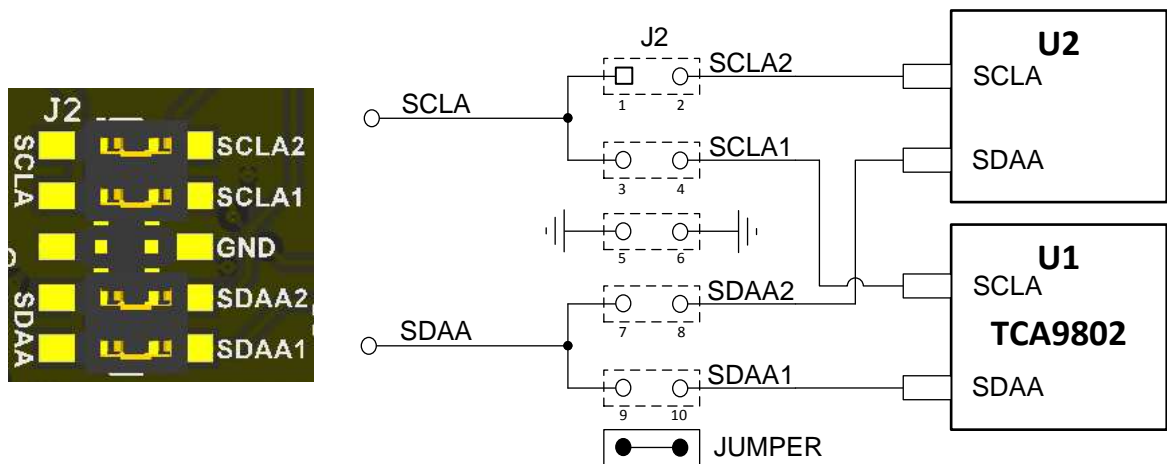 J2
SCLA
SCLA2
SCLA1
GND
SDAA
SDAA2
SDAA1
J2
SCLA
1
2
SCLA2
3
4
SCLA1
5
6
SDAA
7
8
SDAA2
9
10
SDAA1
JUMPER
U2
SCLA
SDAA
U1
SCLA
TCA9802
SDAA